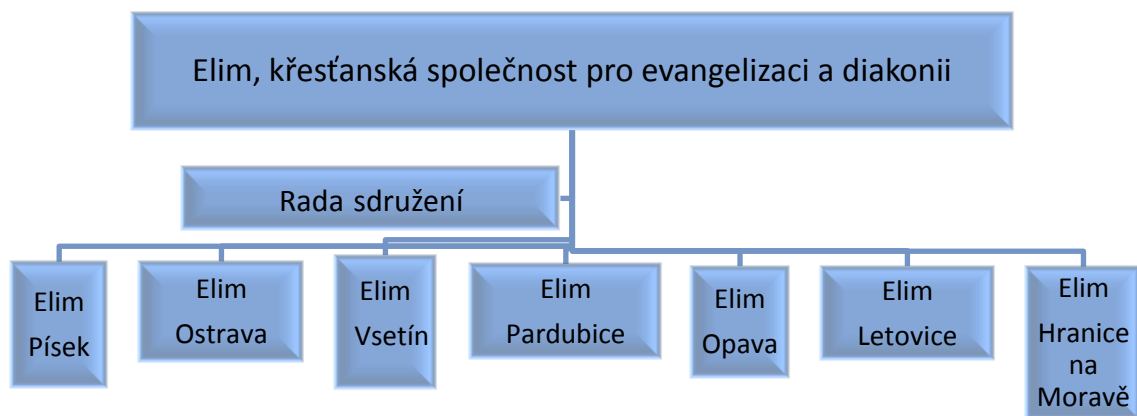 Elim, křesťanská společnost pro evangelizaci a diakonii
Rada sdružení
Elim
Písek
Elim
Ostrava
Elim
Vsetín
Elim
Pardubice
Elim
Opava
Elim
Letovice
Elim
Hranice
na
Moravě